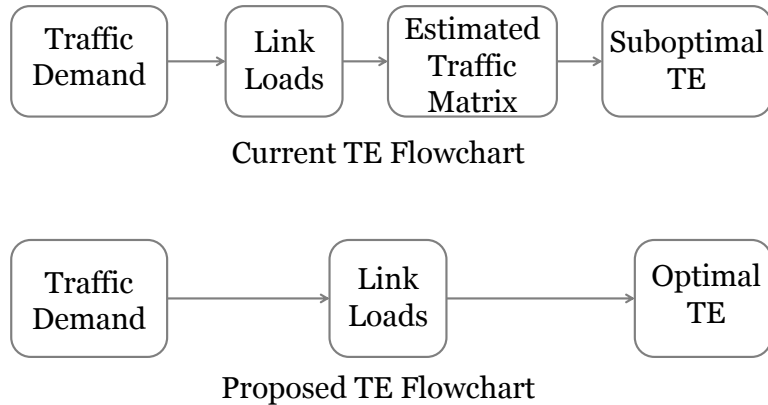 Traffic
Demand
Link
Loads
Estimated
Traffic
Matrix
Suboptimal
TE
Current TE Flowchart
Traffic
Demand
Link
Loads
Optimal
TE
Proposed TE Flowchart